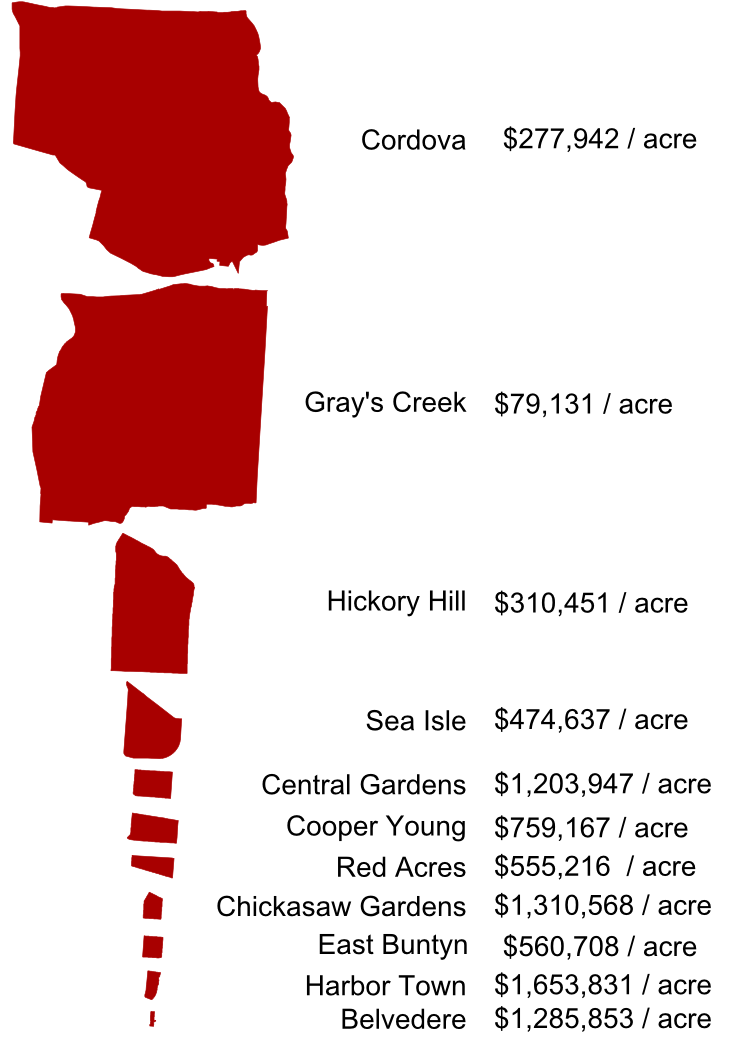 Cordova $277,942 / acre
Gray's Creek $79,131 / acre
Hickory Hill $310,451 / acre
Sea Isle $474,637 / acre
Central Gardens $1,203,947 / acre
Cooper Young $759,167 / acre
Red Acres $555,216 / acre
Chickasaw Gardens $1,310,568 / acre
East Buntyn $560,708 / acre
Harbor Town $1,653,831 / acre
Belvedere $1,285,853 / acre